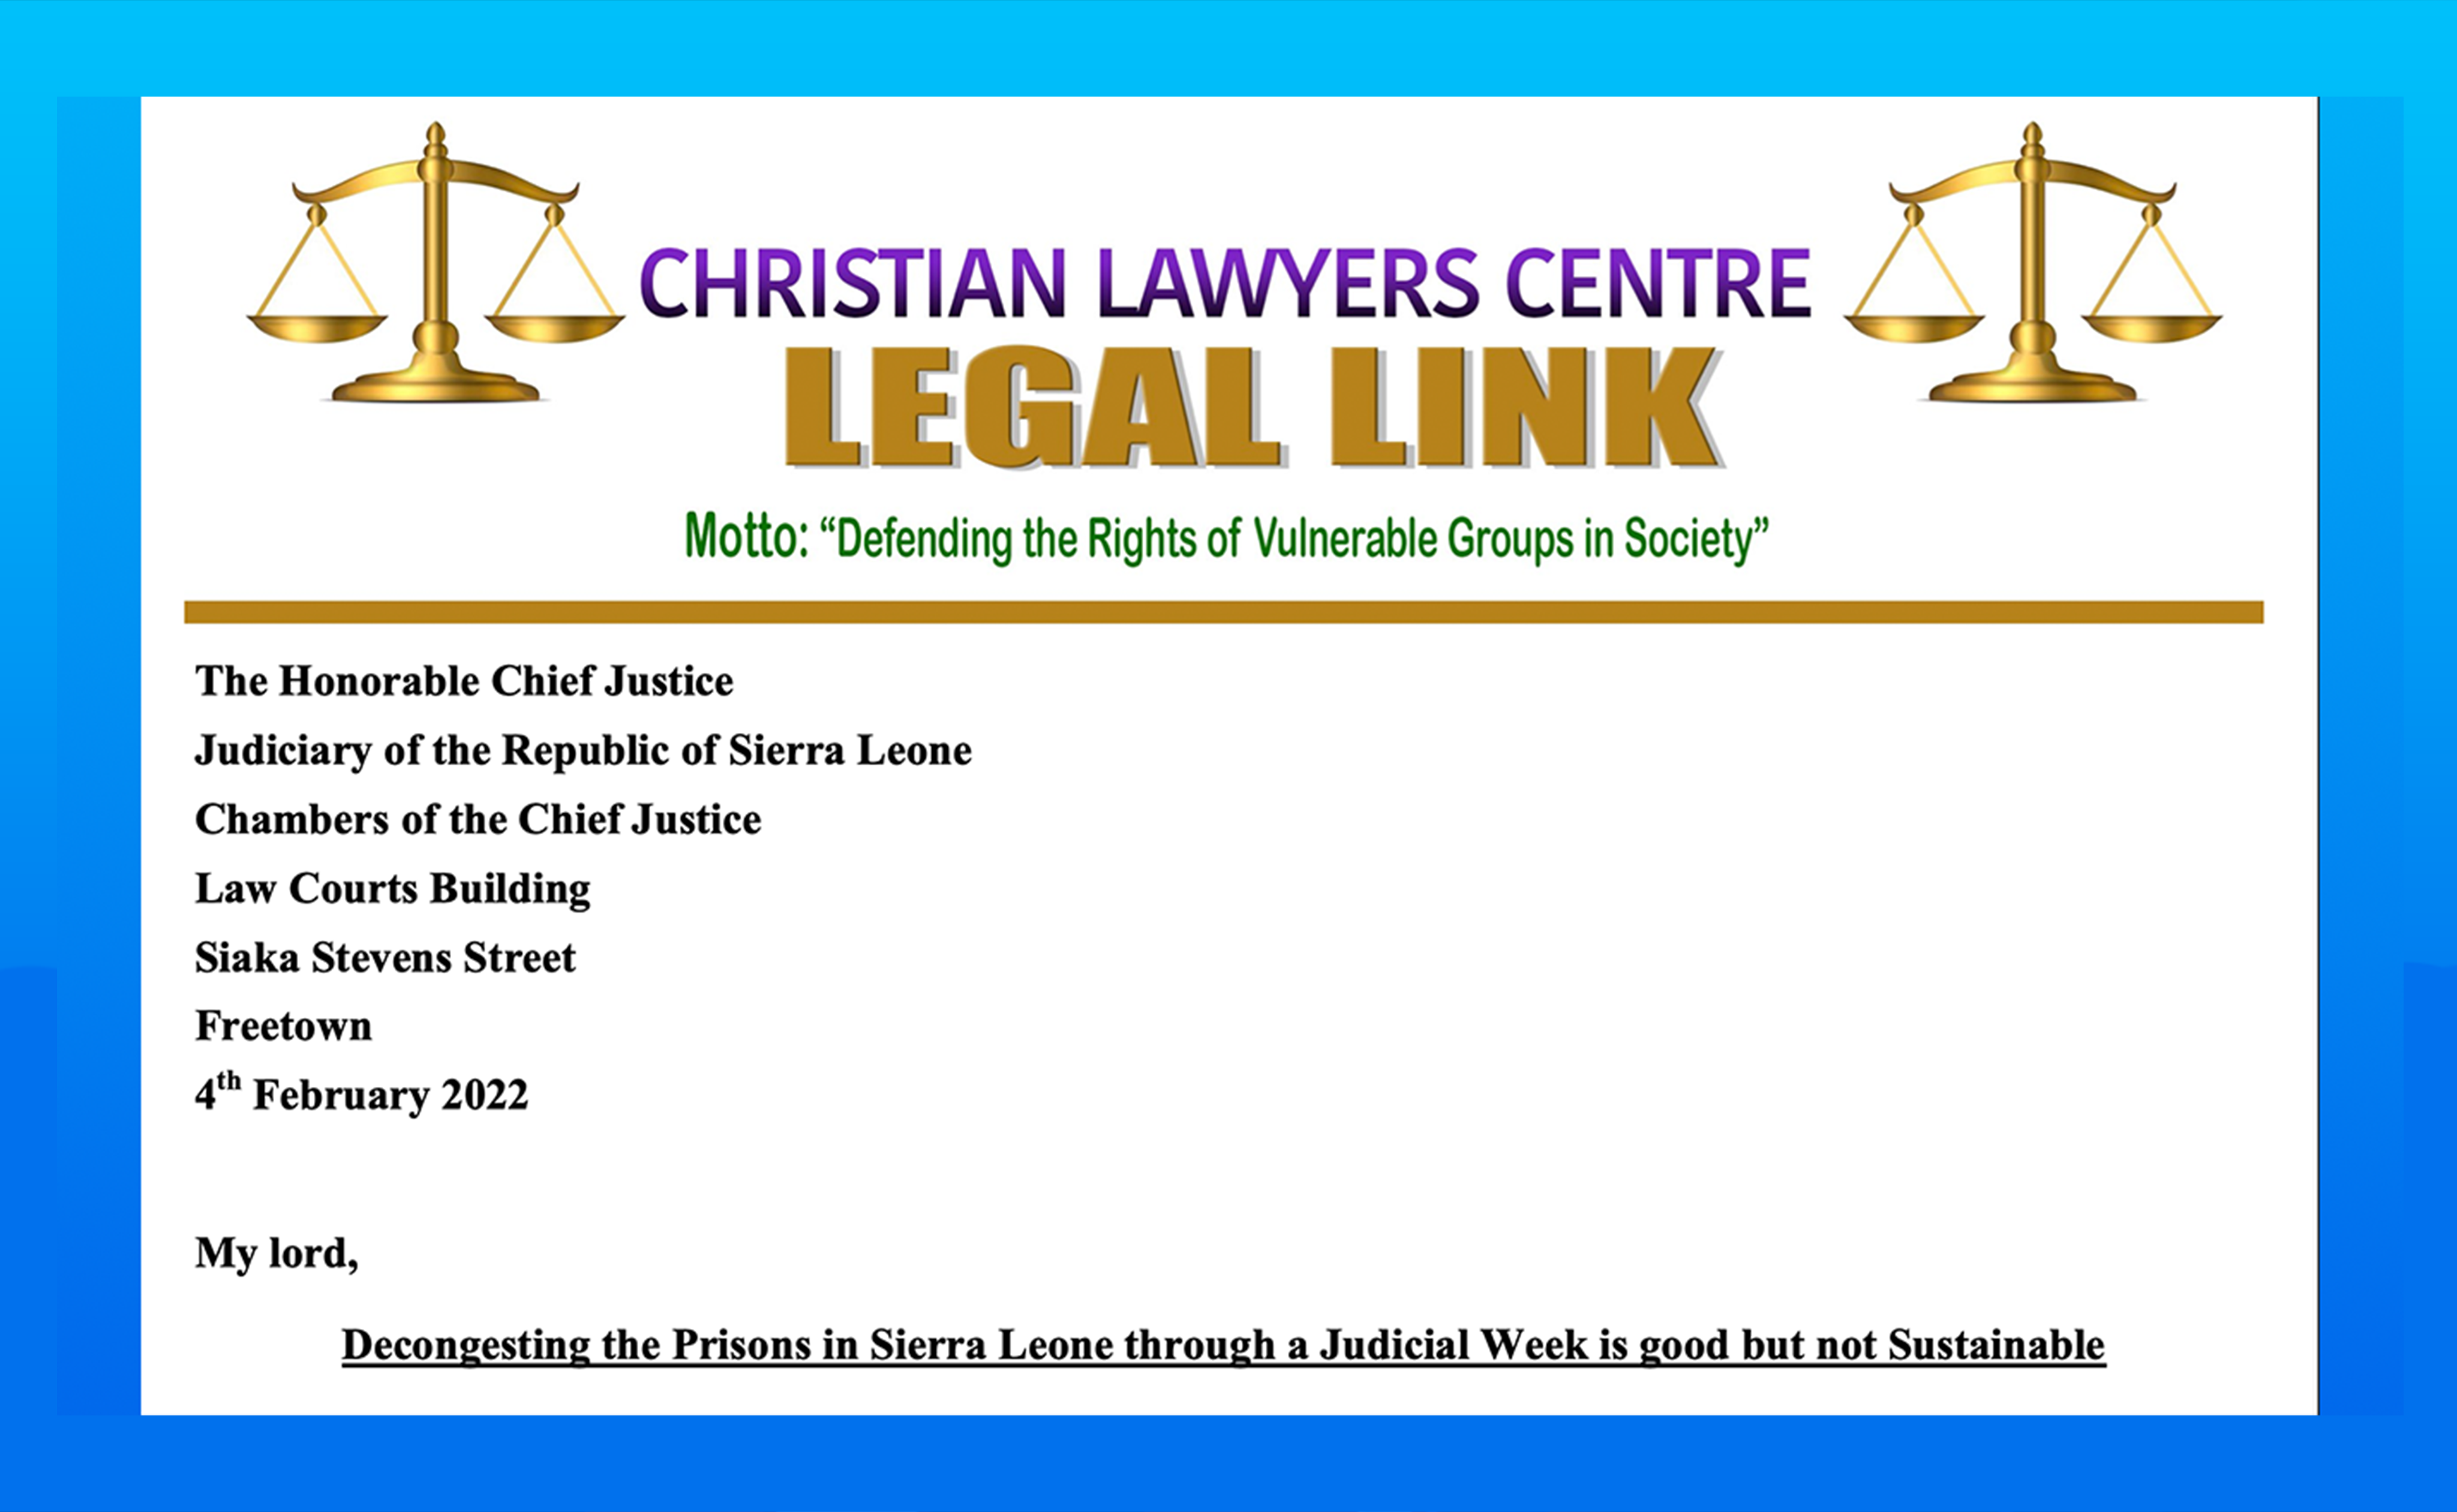 CHRISTIAN LAWYERS CENTRE
LEGAL LINK
Motto: “Defending the Rights of Vulnerable Groups in Society”
The Honorable Chief Justice
Judiciary of the Republic of Sierra Leone
Chambers of the Chief Justice
Law Courts Building
Siaka Stevens Street
Freetown
4th February 2022
My lord,
Decongesting the Prisons in Sierra Leone through a Judicial Week is good but not Sustainable